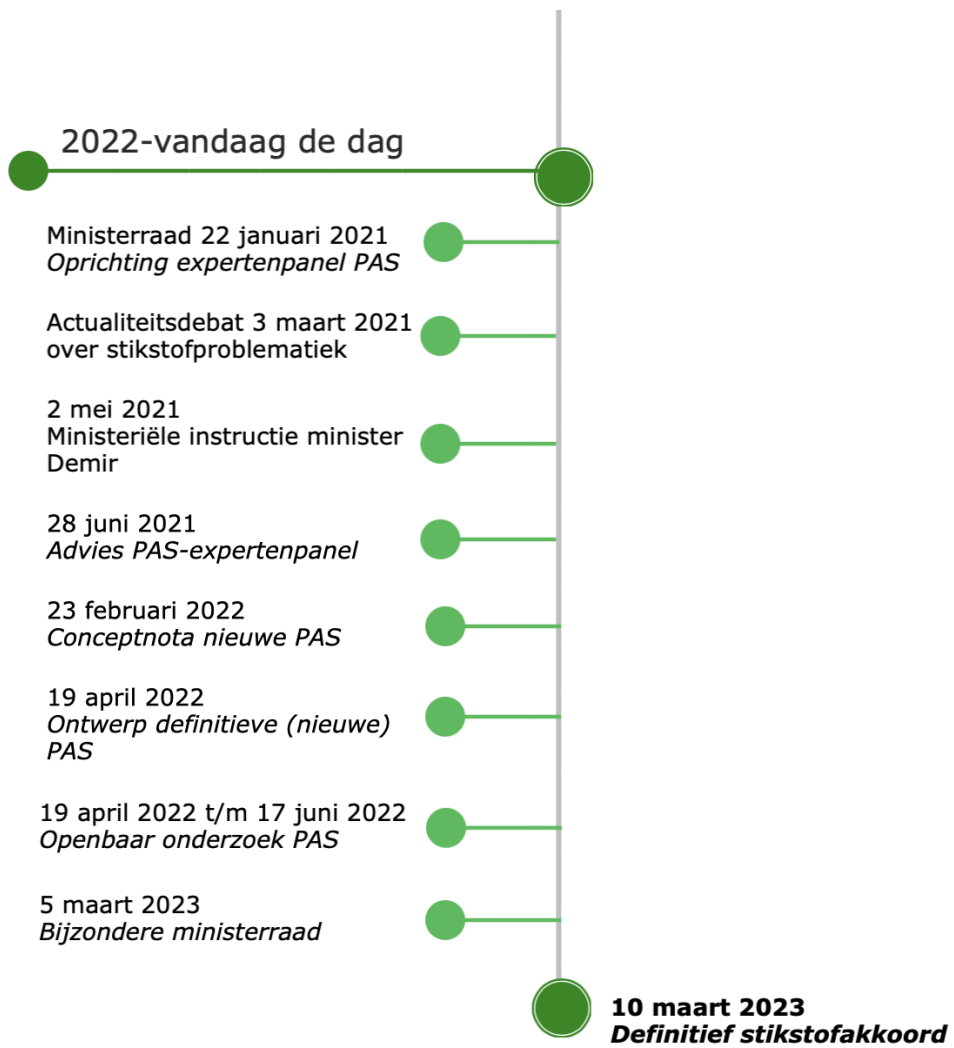 2022-vandaag de dag
Ministerraad 22 januari 2021
Oprichting expertenpanel PAS
Actualiteitsdebat 3 maart 2021
over stikstofproblematiek
2 mei 2021
Ministeriële instructie minister
Demir
28 juni 2021
Advies PAS-expertenpanel
23 februari 2022
Conceptnota nieuwe PAS
19 april 2022
Ontwerp definitieve (nieuwe)
PAS
19 april 2022 t/m 17 juni 2022
Openbaar onderzoek PAS
5 maart 2023
Bijzondere ministerraad
10 maart 2023
Definitief stikstofakkoord